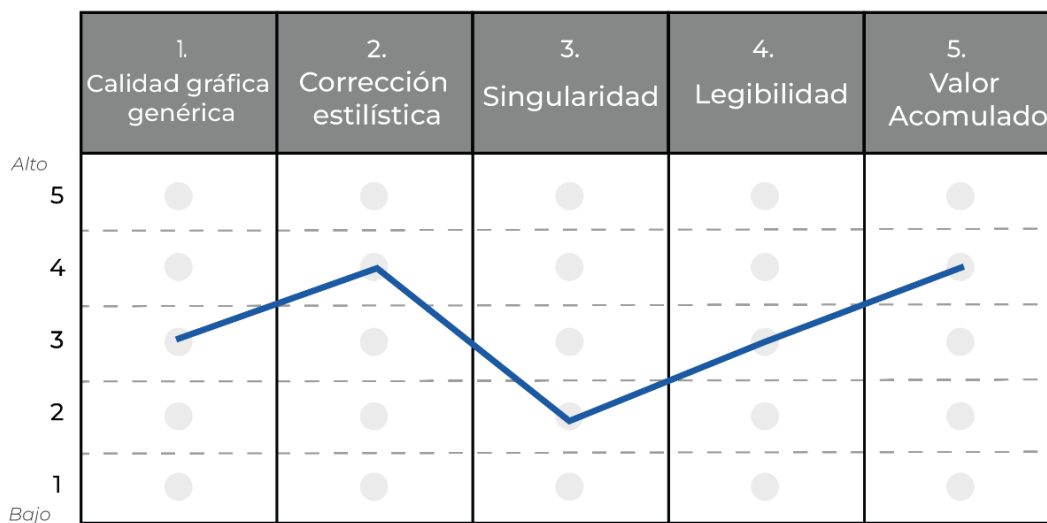 1.
Calidad gráfica
genérica
2.
Corrección
estilística
3.
Singularidad
4.
Legibilidad
5.
Valor
Acomulado
Alto
5
4
3
2
1
Bajo